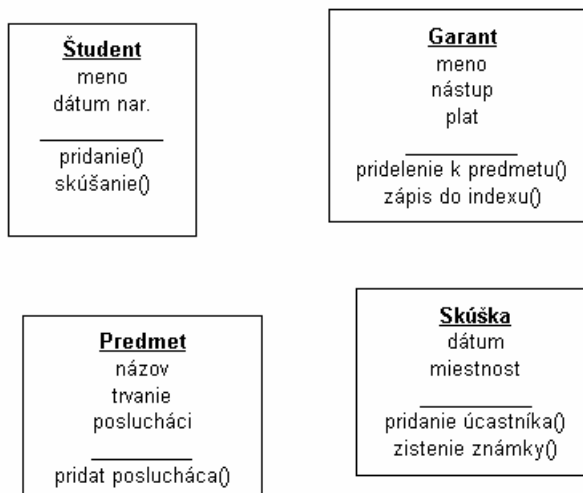 Študent
meno
dátum nar.
pridanie()
skúšanie()
Garant
meno
nástup
plat
pridelenie k predmetu()
zápis do indexu()
Predmet
názov
trvanie
poslucháci
pridat poslucháca()
Skúška
dátum
miestnost
pridanie úcastníka()
zistenie známky()